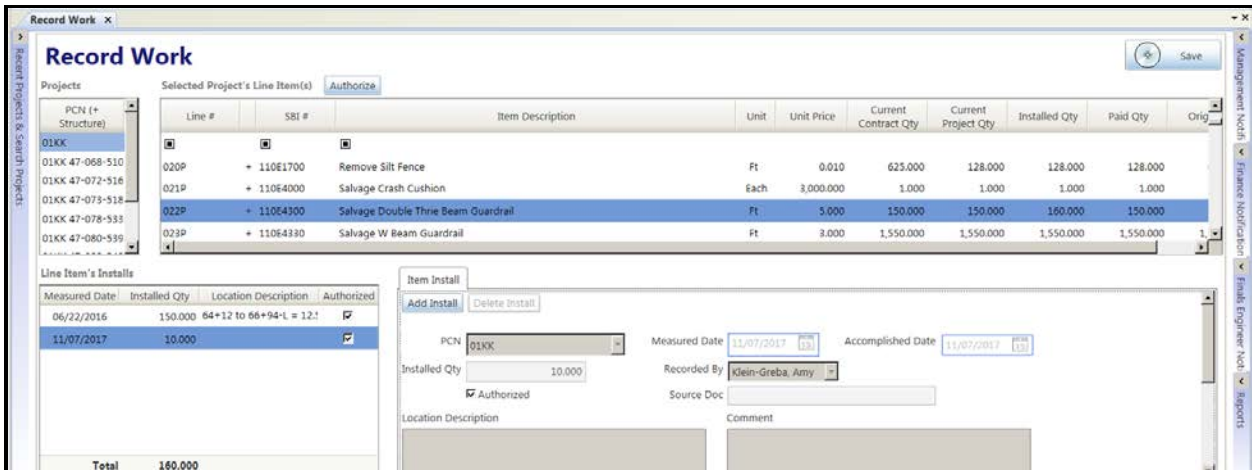 Record Work ×
Record Work
Save
Projects
Selected Project's Line Item(s) Authorize
PCN (+ Structure)
01KK
01KK 47-068-510
01KK 47-072-516
01KK 47-073-518
01KK 47-078-533
01KK 47-080-539
Line # SBI # Item Description Unit Unit Price Current Contract Qty Current Project Qty Installed Qty Paid Qty Orig
020P + 110E1700 Remove Silt Fence Ft 0.010 625.000 128.000 128.000 128.000
021P + 110E4000 Salvage Crash Cushion Each 3,000.000 1.000 1.000 1.000 1.000
022P + 110E4300 Salvage Double Thrie Beam Guardrail Ft 5.000 150.000 150.000 160.000 150.000
023P + 110E4330 Salvage W Beam Guardrail Ft 3.000 1,550.000 1,550.000 1,550.000 1,550.000 1,
Line Item's Installs
Measured Date Installed Qty Location Description Authorized
06/22/2016 150.000 64+12 to 66+94-L = 12.5
11/07/2017 10.000
Total 160.000
Item Install
Add Install Delete Install
PCN 01KK Measured Date 11/07/2017 Accomplished Date 11/07/2017
Installed Qty 10.000 Recorded By Klein-Greba, Amy
Authorized Source Doc
Location Description Comment
Recent Projects & Search Projects
Management Notifi
Finance Notification
Finals Engineer Noti
Reports